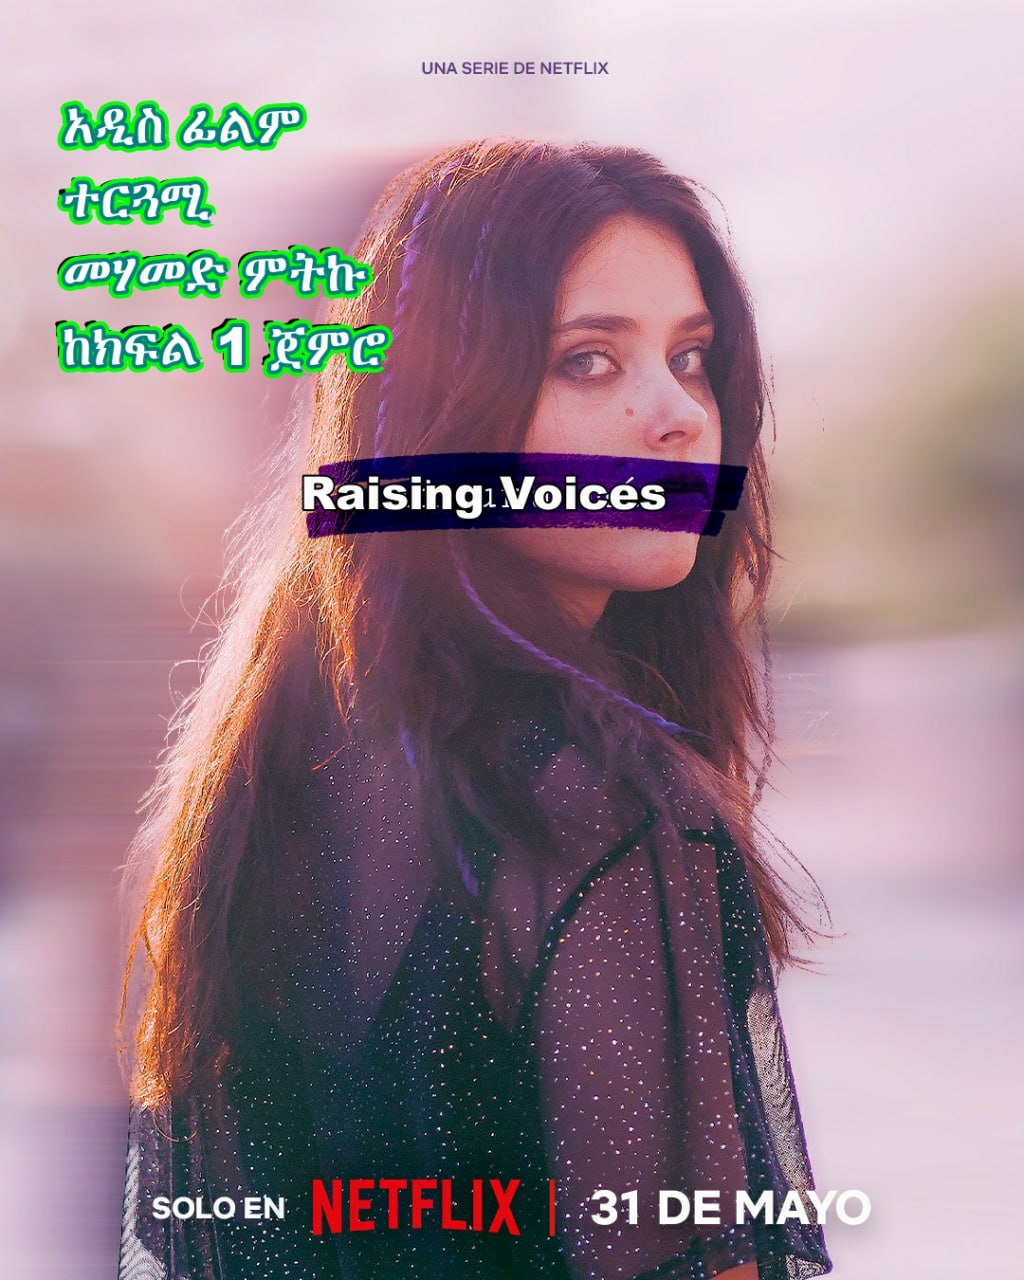 UNA SERIE DE NETFLIX
አዲስ ፊልም
ተርጓሚ
መሃመድ ምትኩ
ከክፍል 1 ጀምሮ
Raising Voices
SOLO EN NETFLIX | 31 DE MAYO